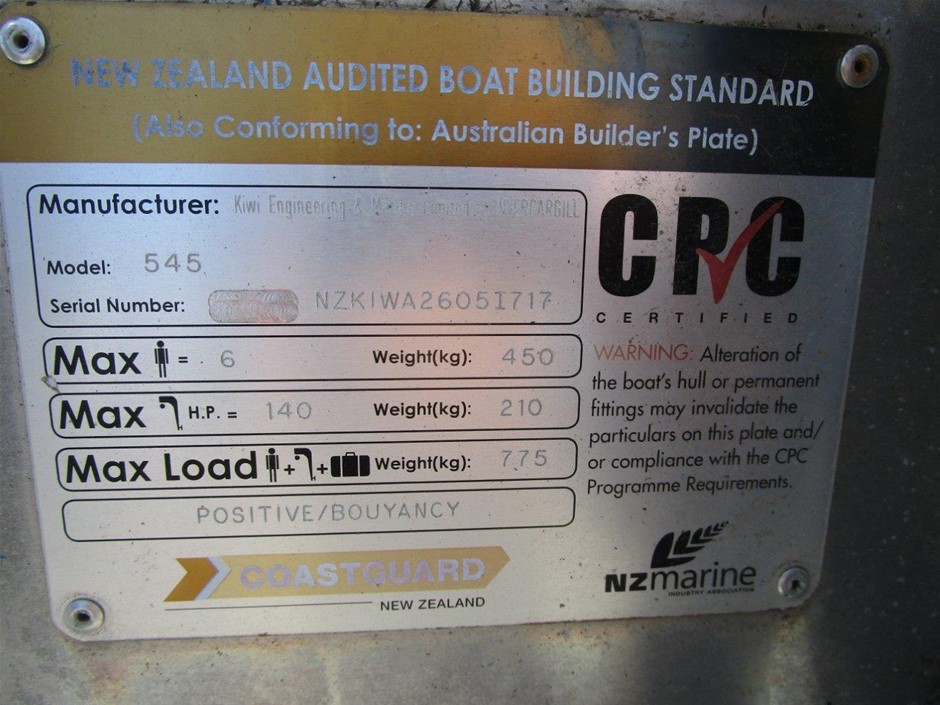 NEW ZEALAND AUDITED BOAT BUILDING STANDARD
(Also Conforming to: Australian Builder's Plate)
Manufacturer: Kiwi Engineering & Limited INVERCARGILL
Model: 545
Serial Number: NZKIWA26051717
Max = 6 Weight(kg): 450
Max H.P. = 140 Weight(kg): 210
Max Load + + Weight(kg): 775
POSITIVE/BOUYANCY
COASTGUARD
NEW ZEALAND
CPC
CERTIFIED
WARNING: Alteration of
the boat's hull or permanent
fittings may invalidate the
particulars on this plate and/
or compliance with the CPC
Programme Requirements.
NZmarine
INDUSTRY ASSOCIATION